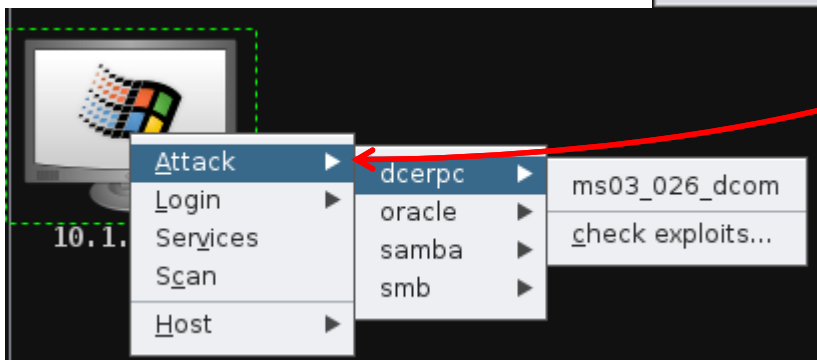 Attack
Login
Services
Scan
Host
10.1.
dcerpc
oracle
samba
smb
ms03_026_dcom
check exploits...